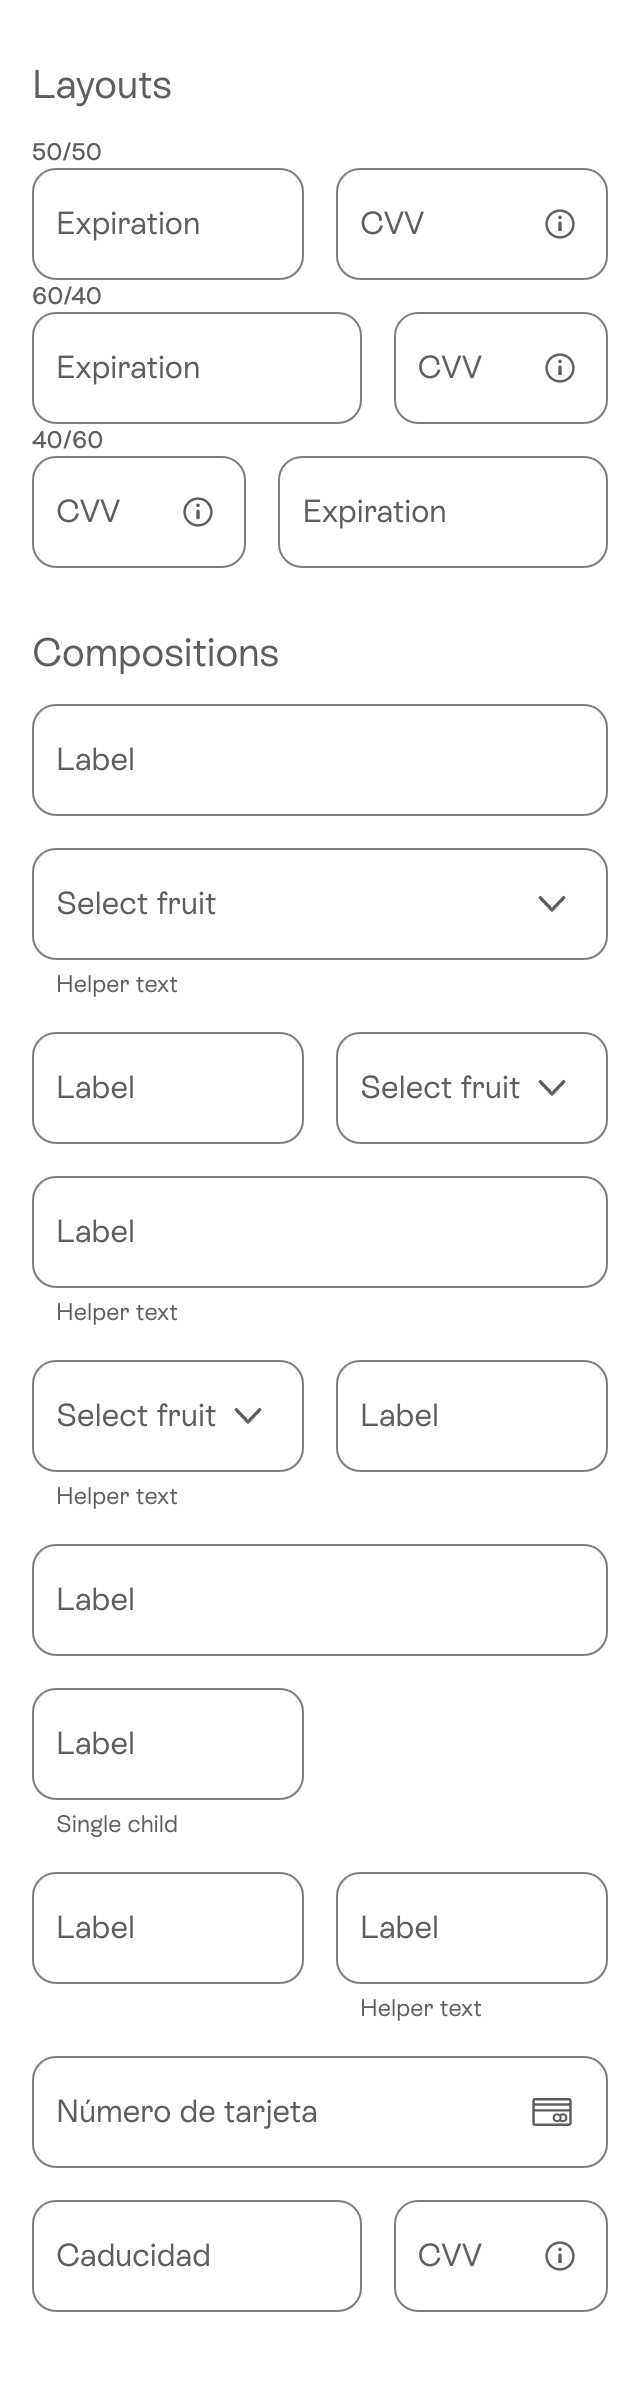 Layouts
50/50
Expiration CVV
60/40
Expiration CVV
40/60
CVV Expiration
Compositions
Label
Select fruit
Helper text
Label Select fruit
Label
Helper text
Select fruit Label
Helper text
Label
Label
Single child
Label Label
Helper text
Número de tarjeta
Caducidad CVV